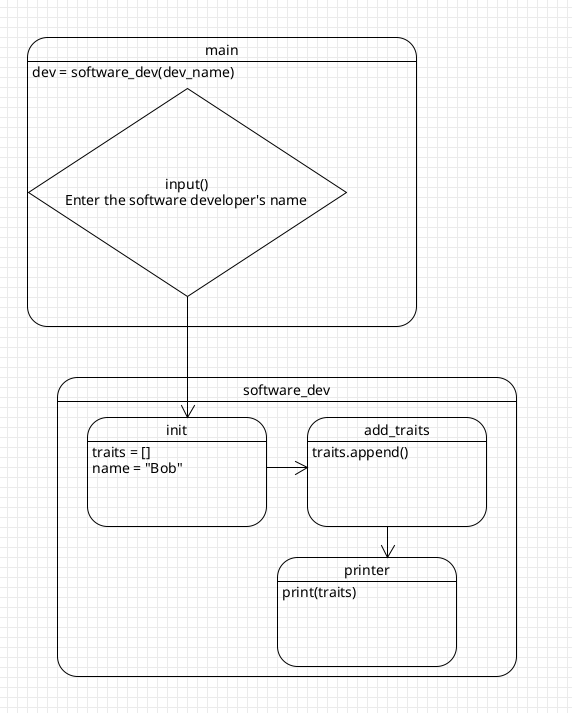 main
dev = software_dev(dev_name)
input()
Enter the software developer's name
software_dev
init
traits = []
name = "Bob"
add_traits
traits.append()
printer
print(traits)